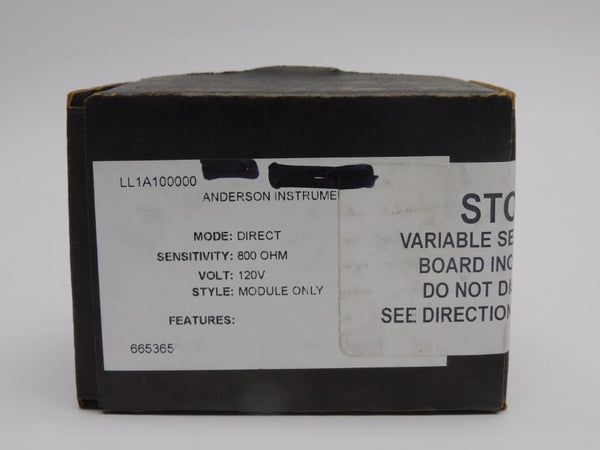 LL1A100000
ANDERSON INSTRUME
MODE: DIRECT
SENSITIVITY: 800 OHM
VOLT: 120V
STYLE: MODULE ONLY
FEATURES:
665365
STO
VARIABLE SE
BOARD INC
DO NOT DI
SEE DIRECTION